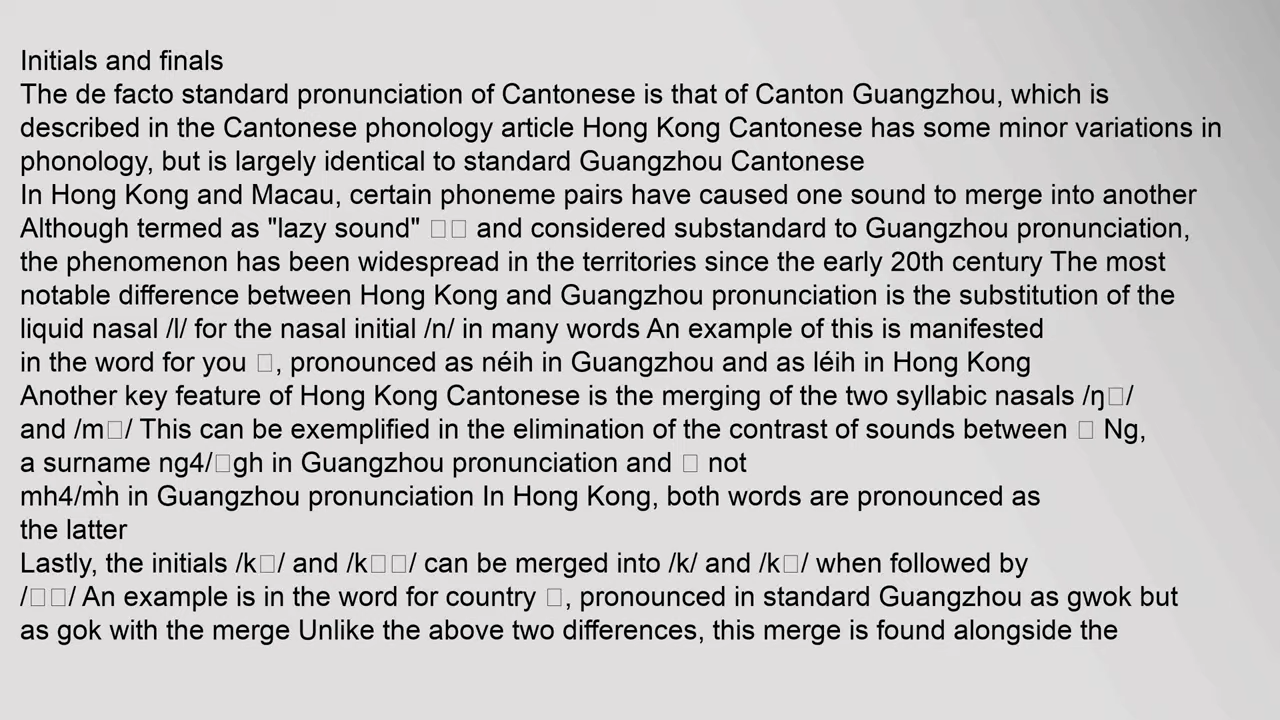 Initials and finals
The de facto standard pronunciation of Cantonese is that of Canton Guangzhou, which is
described in the Cantonese phonology article Hong Kong Cantonese has some minor variations in
phonology, but is largely identical to standard Guangzhou Cantonese
In Hong Kong and Macau, certain phoneme pairs have caused one sound to merge into another
Although termed as "lazy sound" □□ and considered substandard to Guangzhou pronunciation,
the phenomenon has been widespread in the territories since the early 20th century The most
notable difference between Hong Kong and Guangzhou pronunciation is the substitution of the
liquid nasal /l/ for the nasal initial /n/ in many words An example of this is manifested
in the word for you □, pronounced as néih in Guangzhou and as léih in Hong Kong
Another key feature of Hong Kong Cantonese is the merging of the two syllabic nasals /ŋ□/
and /m□/ This can be exemplified in the elimination of the contrast of sounds between □ Ng,
a surname ng4/□gh in Guangzhou pronunciation and □ not
mh4/m̀h in Guangzhou pronunciation In Hong Kong, both words are pronounced as
the latter
Lastly, the initials /k□/ and /k□□/ can be merged into /k/ and /k□/ when followed by
/□□/ An example is in the word for country □, pronounced in standard Guangzhou as gwok but
as gok with the merge Unlike the above two differences, this merge is found alongside the